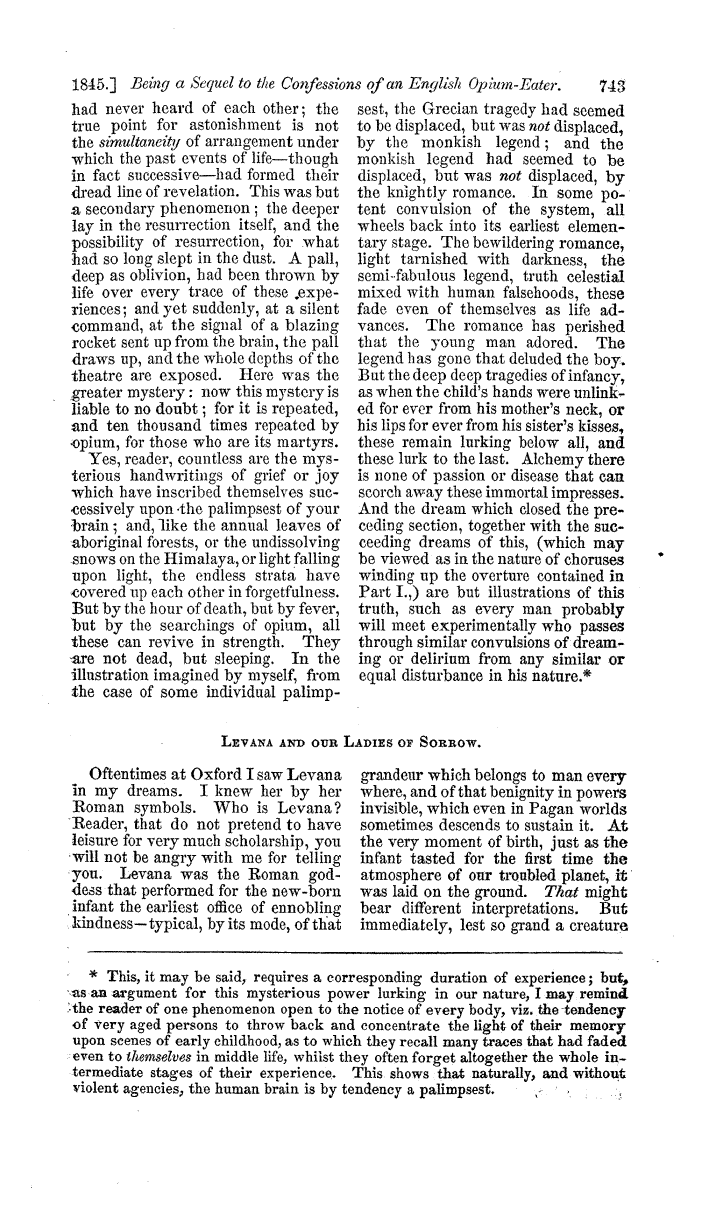 1845.] Being a Sequel to the Confessions of an English Opium-Eater. 743
had never heard of each other; the
true point for astonishment is not
the simultaneity of arrangement under
which the past events of life—though
in fact successive—had formed their
dread line of revelation. This was but
a secondary phenomenon; the deeper
lay in the resurrection itself, and the
possibility of resurrection, for what
had so long slept in the dust. A pall,
deep as oblivion, had been thrown by
life over every trace of these expe-
riences; and yet suddenly, at a silent
command, at the signal of a blazing
rocket sent up from the brain, the pall
draws up, and the whole depths of the
theatre are exposed. Here was the
greater mystery: now this mystery is
liable to no doubt; for it is repeated,
and ten thousand times repeated by
opium, for those who are its martyrs.
Yes, reader, countless are the mys-
terious handwritings of grief or joy
which have inscribed themselves suc-
cessively upon the palimpsest of your
brain; and, like the annual leaves of
aboriginal forests, or the undissolving
snows on the Himalaya, or light falling
upon light, the endless strata have
covered up each other in forgetfulness.
But by the hour of death, but by fever,
but by the searchings of opium, all
these can revive in strength. They
are not dead, but sleeping. In the
illustration imagined by myself, from
the case of some individual palimp-
sest, the Grecian tragedy had seemed
to be displaced, but was not displaced,
by the monkish legend; and the
monkish legend had seemed to be
displaced, but was not displaced, by
the knightly romance. In some po-
tent convulsion of the system, all
wheels back into its earliest elemen-
tary stage. The bewildering romance,
light tarnished with darkness, the
semi-fabulous legend, truth celestial
mixed with human falsehoods, these
fade even of themselves as life ad-
vances. The romance has perished
that the young man adored. The
legend has gone that deluded the boy.
But the deep deep tragedies of infancy,
as when the child's hands were unlink-
ed for ever from his mother's neck, or
his lips for ever from his sister's kisses,
these remain lurking below all, and
these lurk to the last. Alchemy there
is none of passion or disease that can
scorch away these immortal impresses.
And the dream which closed the pre-
ceding section, together with the suc-
ceeding dreams of this, (which may
be viewed as in the nature of choruses
winding up the overture contained in
Part I.,) are but illustrations of this
truth, such as every man probably
will meet experimentally who passes
through similar convulsions of dream-
ing or delirium from any similar or
equal disturbance in his nature.*
LEVANA AND OUR LADIES OF SORROW.
Oftentimes at Oxford I saw Levana
in my dreams. I knew her by her
Roman symbols. Who is Levana?
Reader, that do not pretend to have
leisure for very much scholarship, you
will not be angry with me for telling
you. Levana was the Roman god-
dess that performed for the new-born
infant the earliest office of ennobling
kindness—typical, by its mode, of that
grandeur which belongs to man every
where, and of that benignity in powers
invisible, which even in Pagan worlds
sometimes descends to sustain it. At
the very moment of birth, just as the
infant tasted for the first time the
atmosphere of our troubled planet, it
was laid on the ground. That might
bear different interpretations. But
immediately, lest so grand a creature
* This, it may be said, requires a corresponding duration of experience; but,
as an argument for this mysterious power lurking in our nature, I may remind
the reader of one phenomenon open to the notice of every body, viz. the tendency
of very aged persons to throw back and concentrate the light of their memory
upon scenes of early childhood, as to which they recall many traces that had faded
even to themselves in middle life, whilst they often forget altogether the whole in-
termediate stages of their experience. This shows that naturally, and without
violent agencies, the human brain is by tendency a palimpsest.